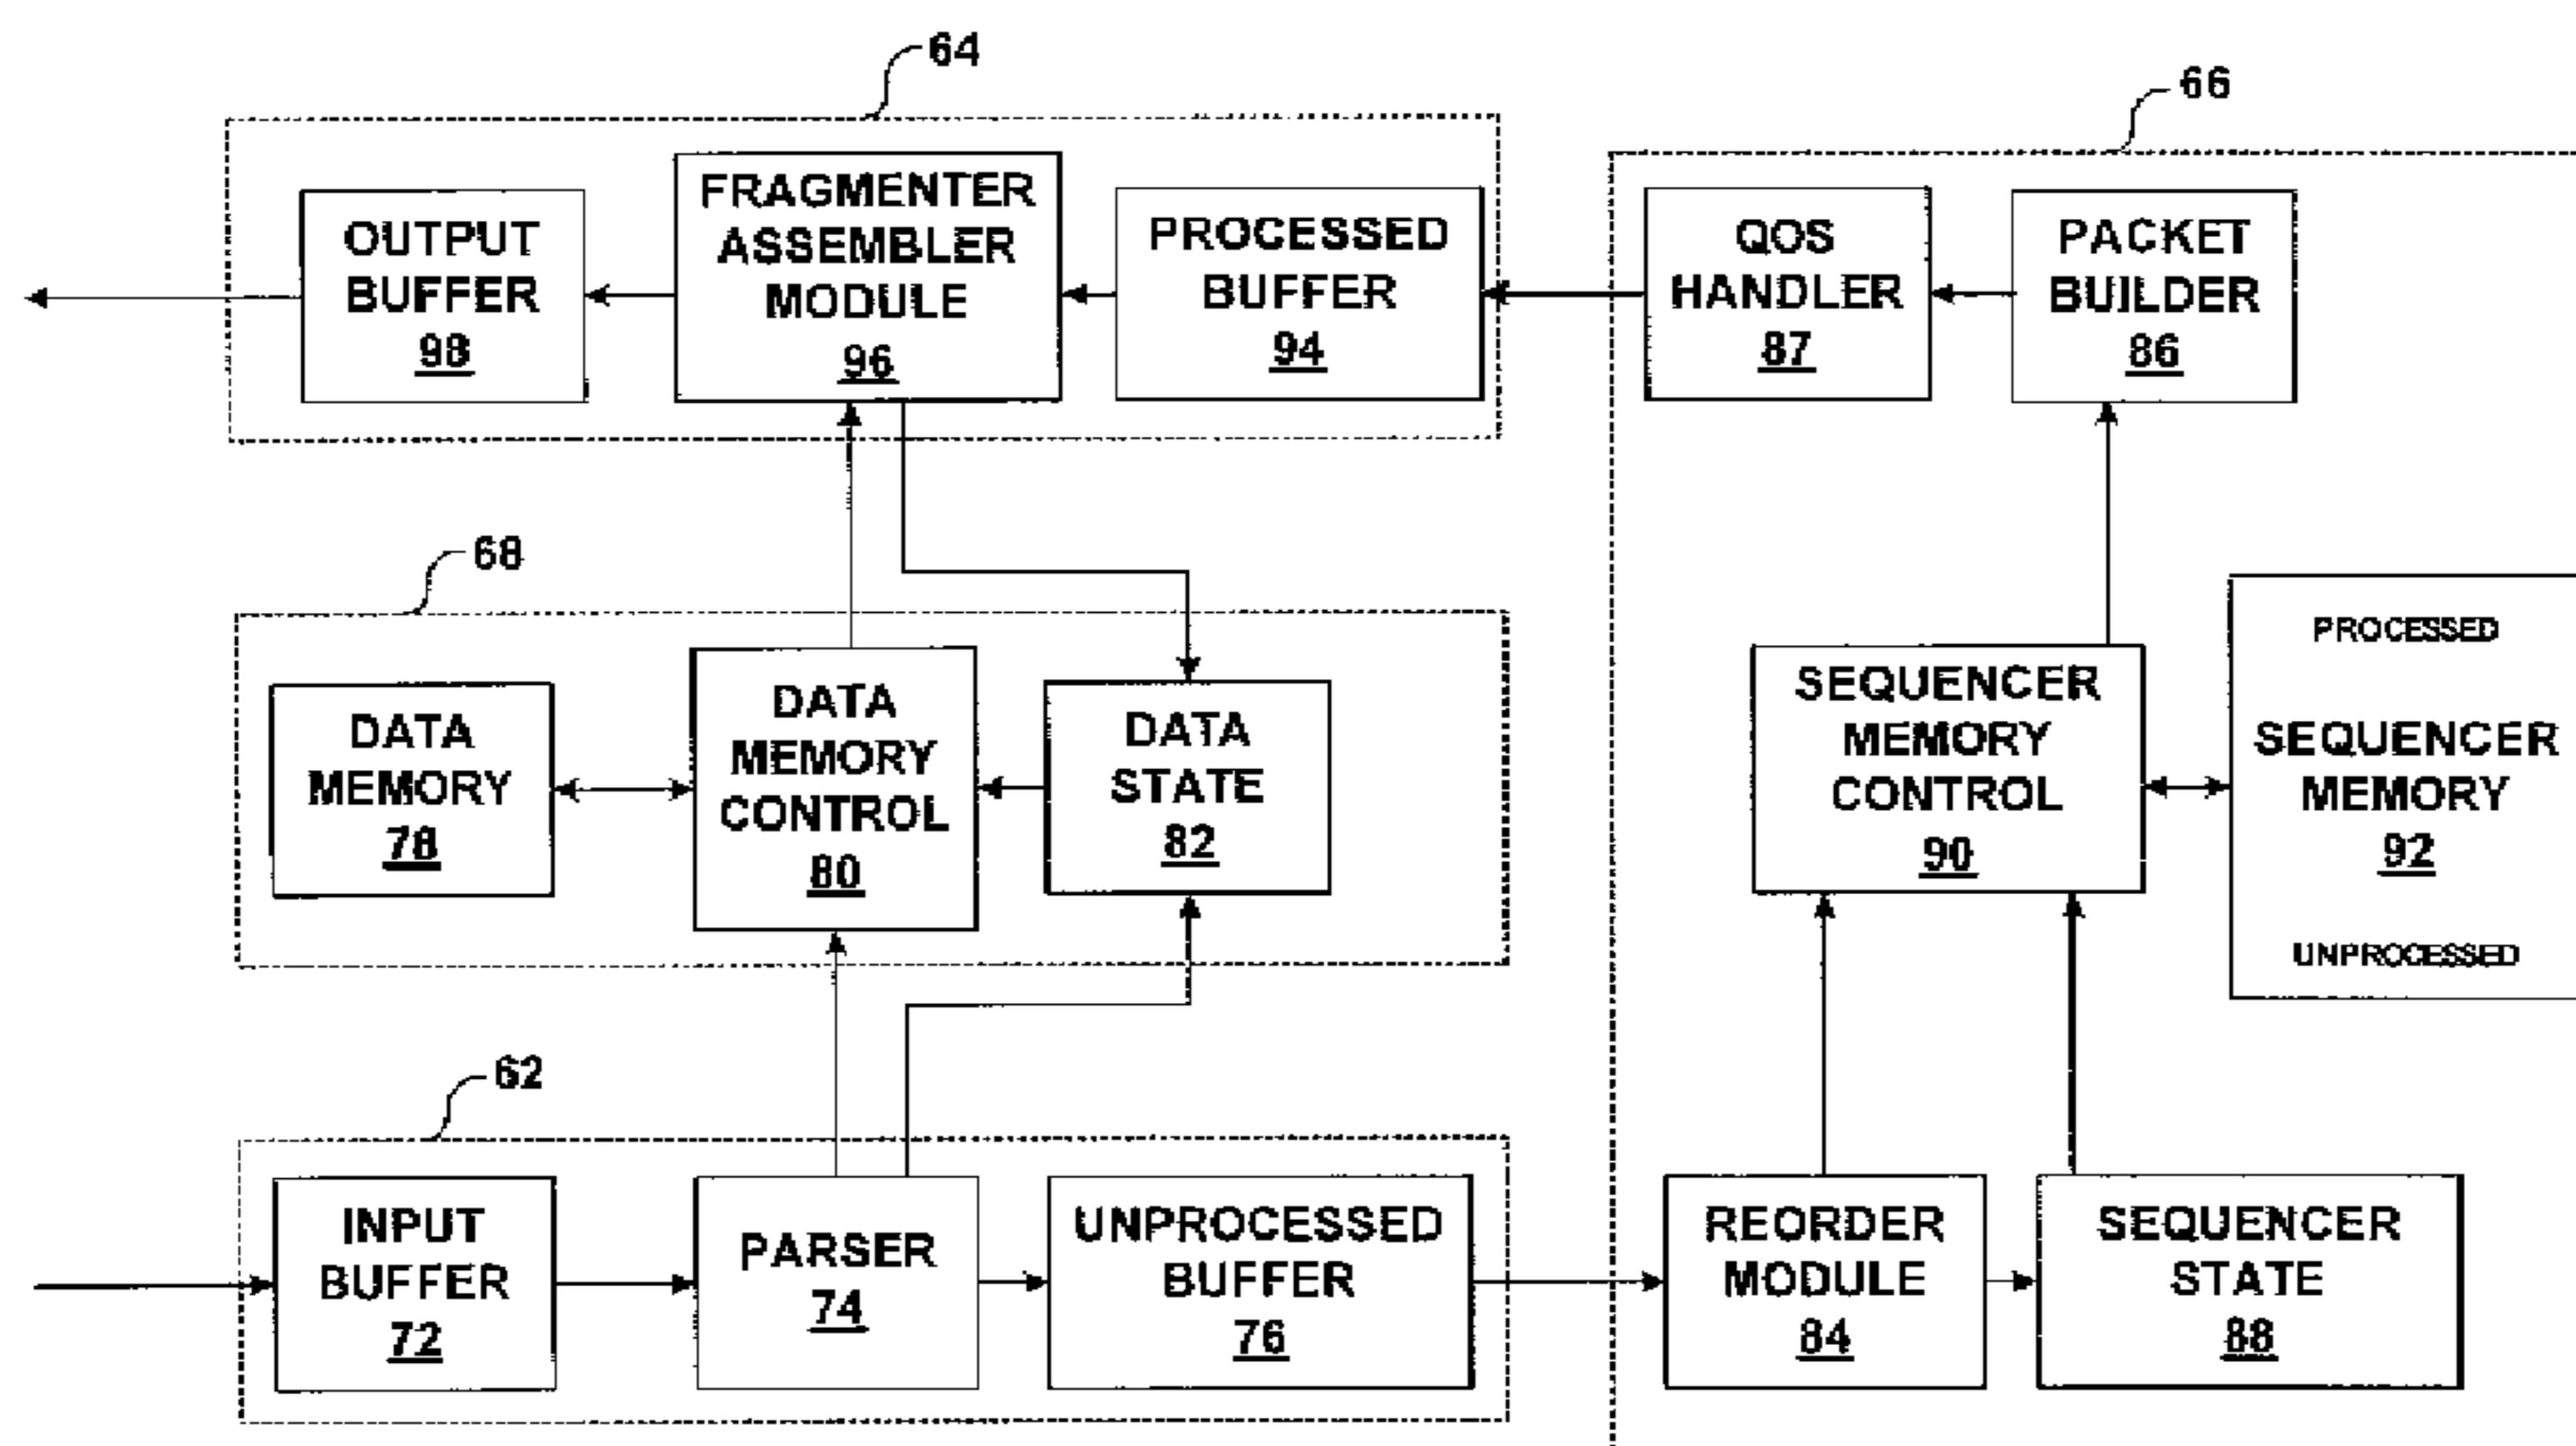 64
66
OUTPUT
BUFFER
98
FRAGMENTER
ASSEMBLER
MODULE
96
PROCESSED
BUFFER
94
QOS
HANDLER
87
PACKET
BUILDER
86
68
DATA
MEMORY
78
DATA
MEMORY
CONTROL
80
DATA
STATE
82
SEQUENCER
MEMORY
CONTROL
90
PROCESSED
SEQUENCER
MEMORY
92
UNPROCESSED
62
INPUT
BUFFER
72
PARSER
74
UNPROCESSED
BUFFER
76
REORDER
MODULE
84
SEQUENCER
STATE
88